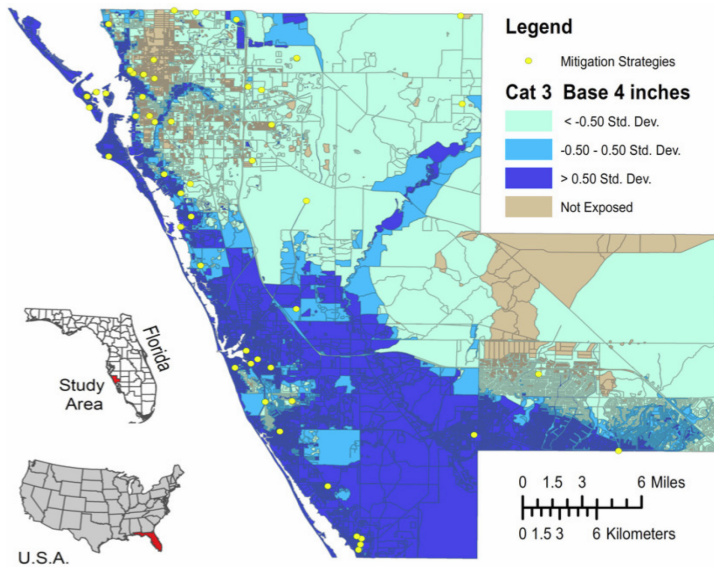 Legend
Mitigation Strategies
Cat 3 Base 4 inches
< -0.50 Std. Dev.
-0.50 - 0.50 Std. Dev.
> 0.50 Std. Dev.
Not Exposed
Florida
Study
Area
U.S.A.
0 1.5 3 6 Miles
0 1.5 3 6 Kilometers